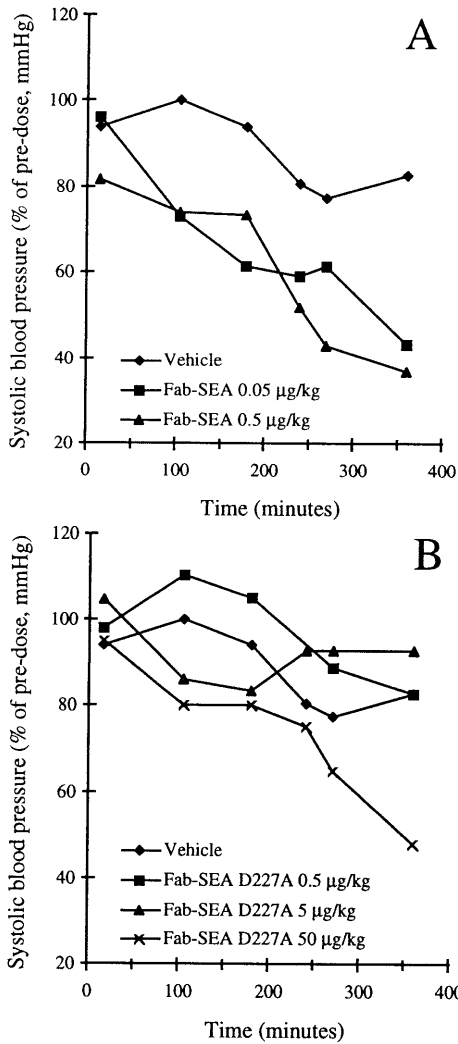 A
Systolic blood pressure (% of pre-dose, mmHg)
120
100
80
60
40
20
Vehicle
Fab-SEA 0.05 µg/kg
Fab-SEA 0.5 µg/kg
0
100
200
300
400
Time (minutes)
B
Systolic blood pressure (% of pre-dose, mmHg)
120
100
80
60
40
20
Vehicle
Fab-SEA D227A 0.5 µg/kg
Fab-SEA D227A 5 µg/kg
Fab-SEA D227A 50 µg/kg
0
100
200
300
400
Time (minutes)